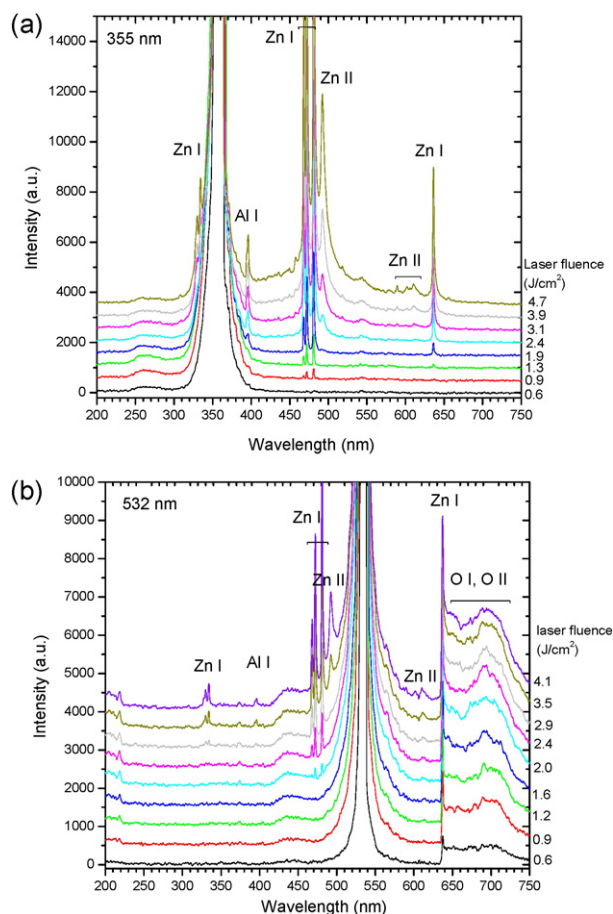 (a)
355 nm
Zn I
Zn II
Zn I
Al I
Zn I
Zn II
Laser fluence
(J/cm²)
4.7
3.9
3.1
2.4
1.9
1.3
0.9
0.6
Intensity (a.u.)
14000
12000
10000
8000
6000
4000
2000
0
200 250 300 350 400 450 500 550 600 650 700 750
Wavelength (nm)
(b)
532 nm
Zn I
Zn II
Zn I
Al I
Zn I
O I, O II
Zn II
laser fluence
(J/cm²)
4.1
3.5
2.9
2.4
2.0
1.6
1.2
0.9
0.6
Intensity (a.u.)
10000
9000
8000
7000
6000
5000
4000
3000
2000
1000
0
200 250 300 350 400 450 500 550 600 650 700 750
Wavelength (nm)